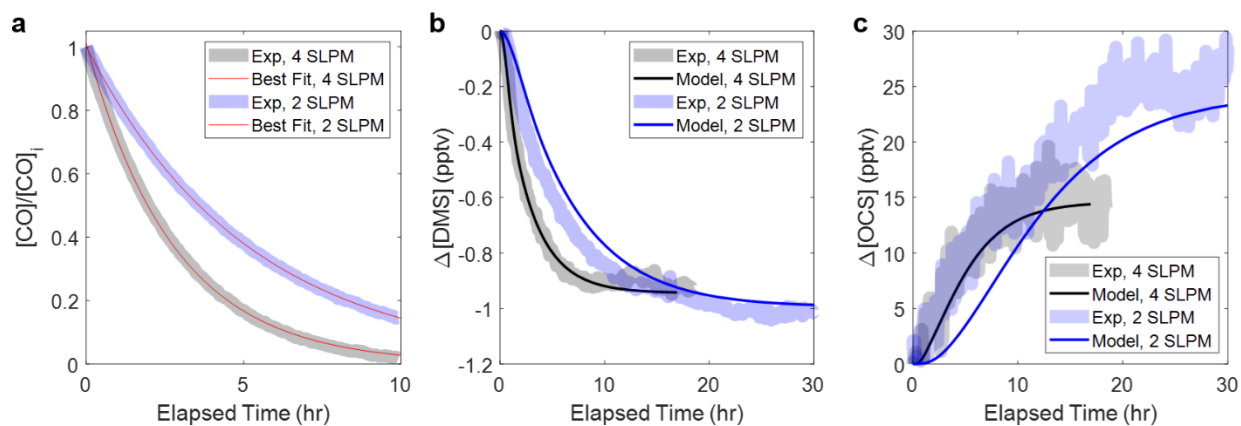 a
[CO]/[CO]i
1
0.8
0.6
0.4
0.2
0
0
5
10
Elapsed Time (hr)
Exp, 4 SLPM
Best Fit, 4 SLPM
Exp, 2 SLPM
Best Fit, 2 SLPM
b
Δ[DMS] (pptv)
0
-0.2
-0.4
-0.6
-0.8
-1
-1.2
0
10
20
30
Elapsed Time (hr)
Exp, 4 SLPM
Model, 4 SLPM
Exp, 2 SLPM
Model, 2 SLPM
c
Δ[OCS] (pptv)
30
25
20
15
10
5
0
0
10
20
30
Elapsed Time (hr)
Exp, 4 SLPM
Model, 4 SLPM
Exp, 2 SLPM
Model, 2 SLPM